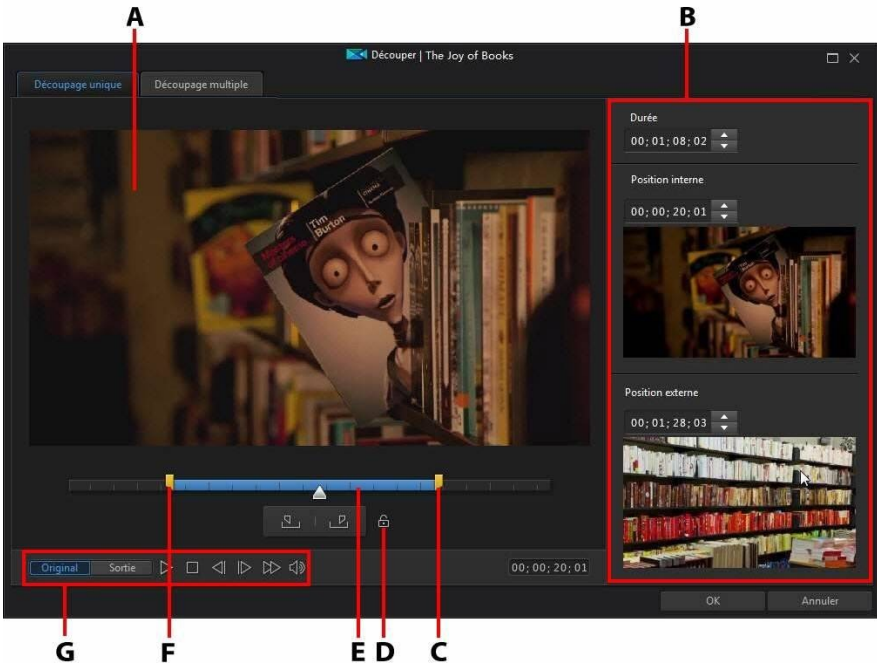 A
B
Découper | The Joy of Books
Découpage unique
Découpage multiple
Durée
00; 01; 08; 02
Position interne
00; 00; 20; 01
Tim
Burton
Position externe
00; 01; 28; 03
Original
Sortie
00; 00; 20; 01
OK
Annuler
G
F
E
D
C